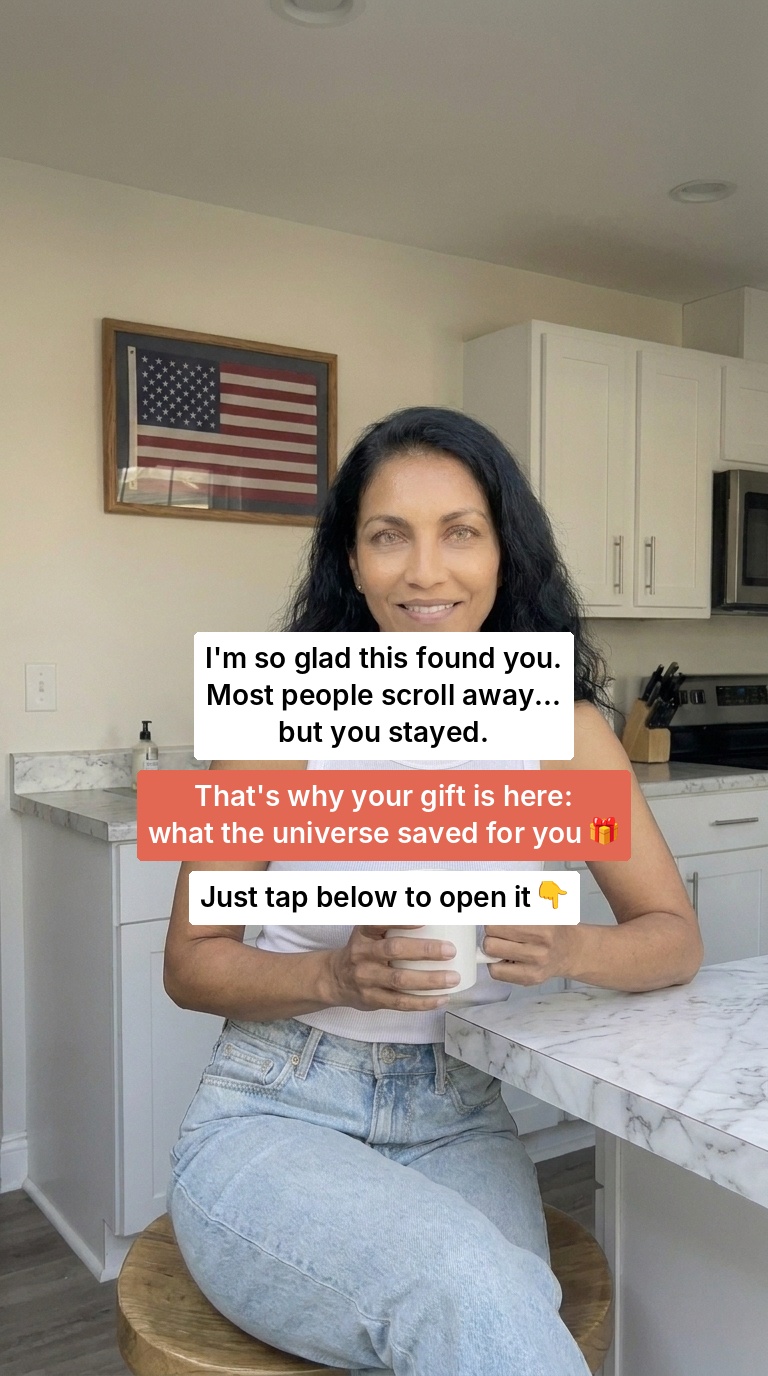 I'm so glad this found you.
Most people scroll away...
but you stayed.
That's why your gift is here:
what the universe saved for you 🎁
Just tap below to open it 👇